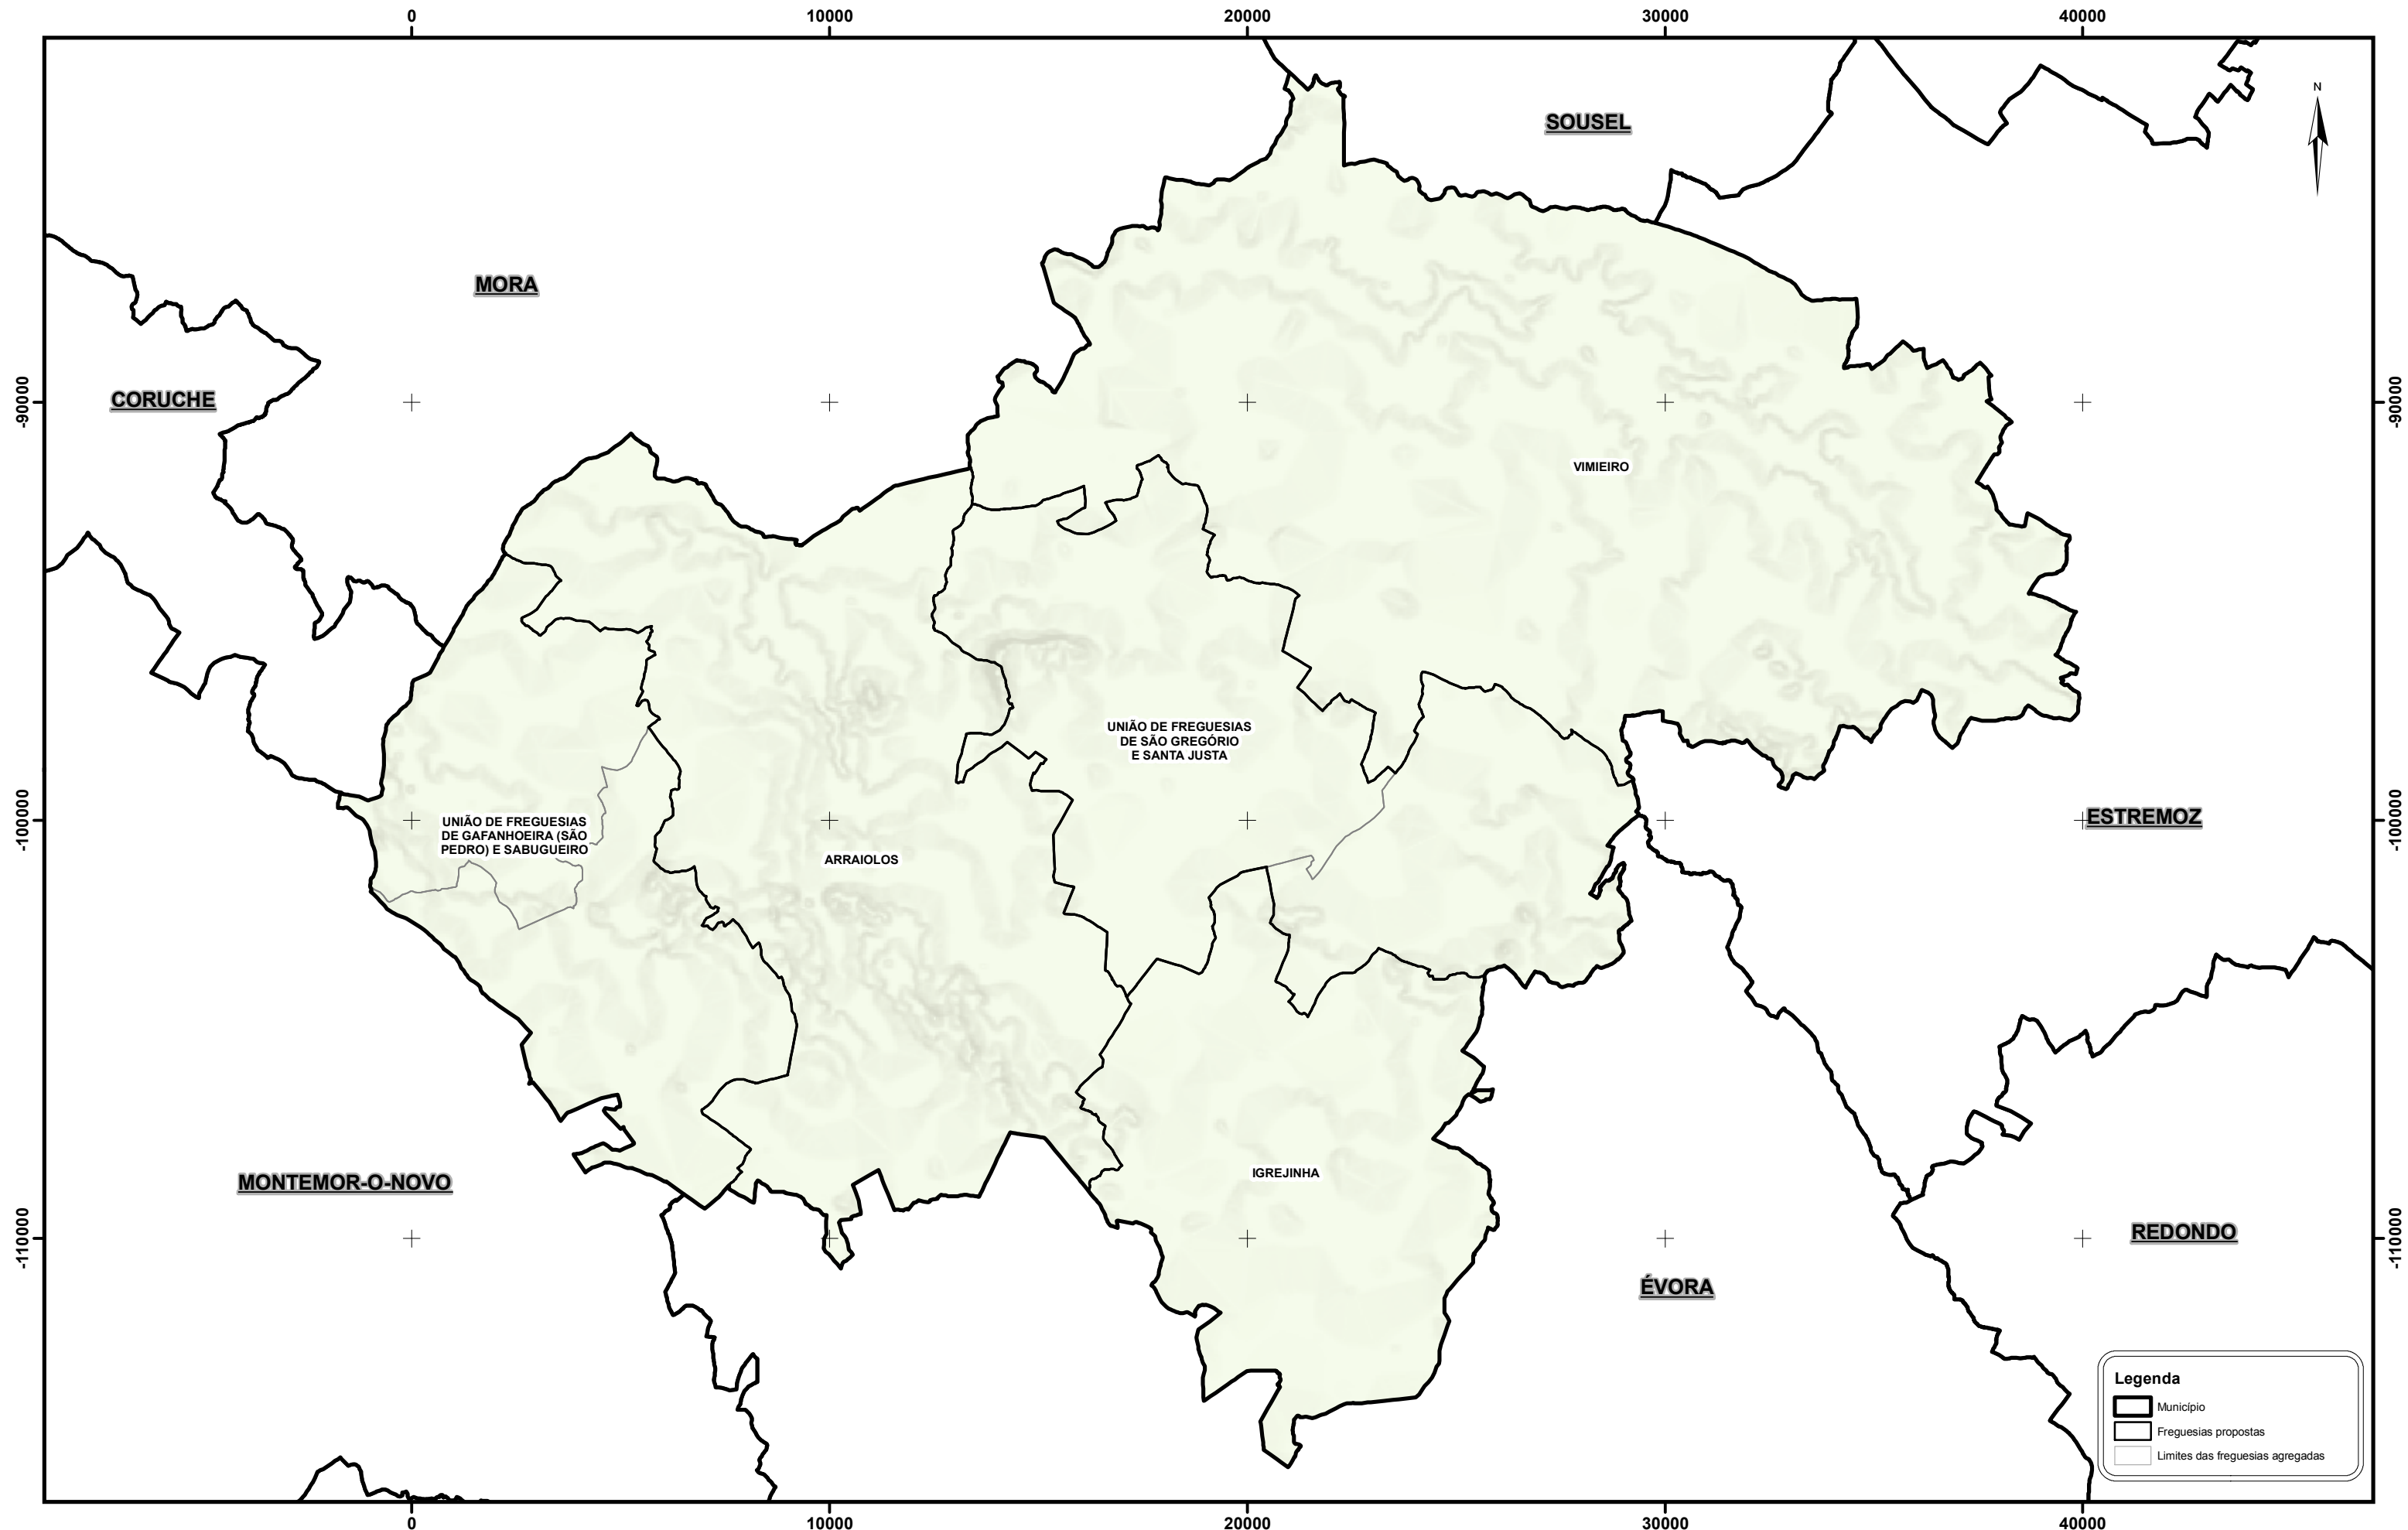 0
10000
20000
30000
40000
N
SOUSEL
MORA
-90000
CORUCHE
-90000
VIMIEIRO
UNIÃO DE FREGUESIAS
DE SÃO GREGÓRIO
E SANTA JUSTA
-100000
UNIÃO DE FREGUESIAS
DE GAFANHOEIRA (SÃO
PEDRO) E SABUGUEIRO
ARRAIOLOS
ESTREMOZ
-100000
IGREJINHA
MONTEMOR-O-NOVO
-110000
REDONDO
-110000
ÉVORA
Legenda
Município
Freguesias propostas
Limites das freguesias agregadas
0
10000
20000
30000
40000